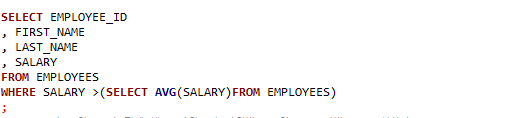 SELECT EMPLOYEE_ID
, FIRST_NAME
, LAST_NAME
, SALARY
FROM EMPLOYEES
WHERE SALARY >(SELECT AVG(SALARY)FROM EMPLOYEES)
;